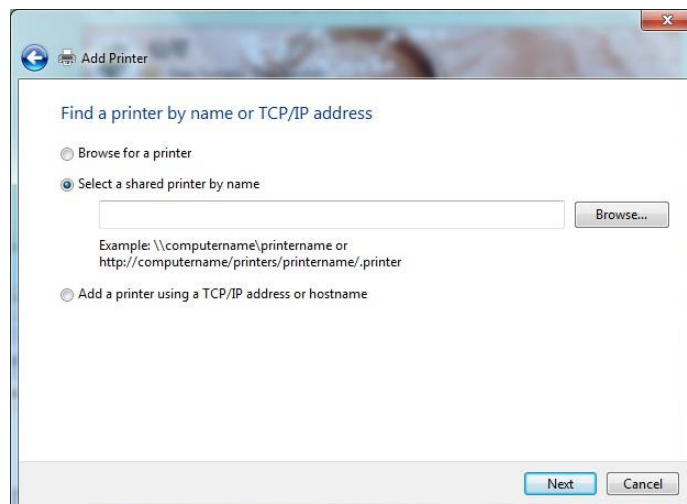 Add Printer
Find a printer by name or TCP/IP address
Browse for a printer
Select a shared printer by name
Browse...
Example: \\computername\printername or
http://computername/printers/printername/.printer
Add a printer using a TCP/IP address or hostname
Next
Cancel